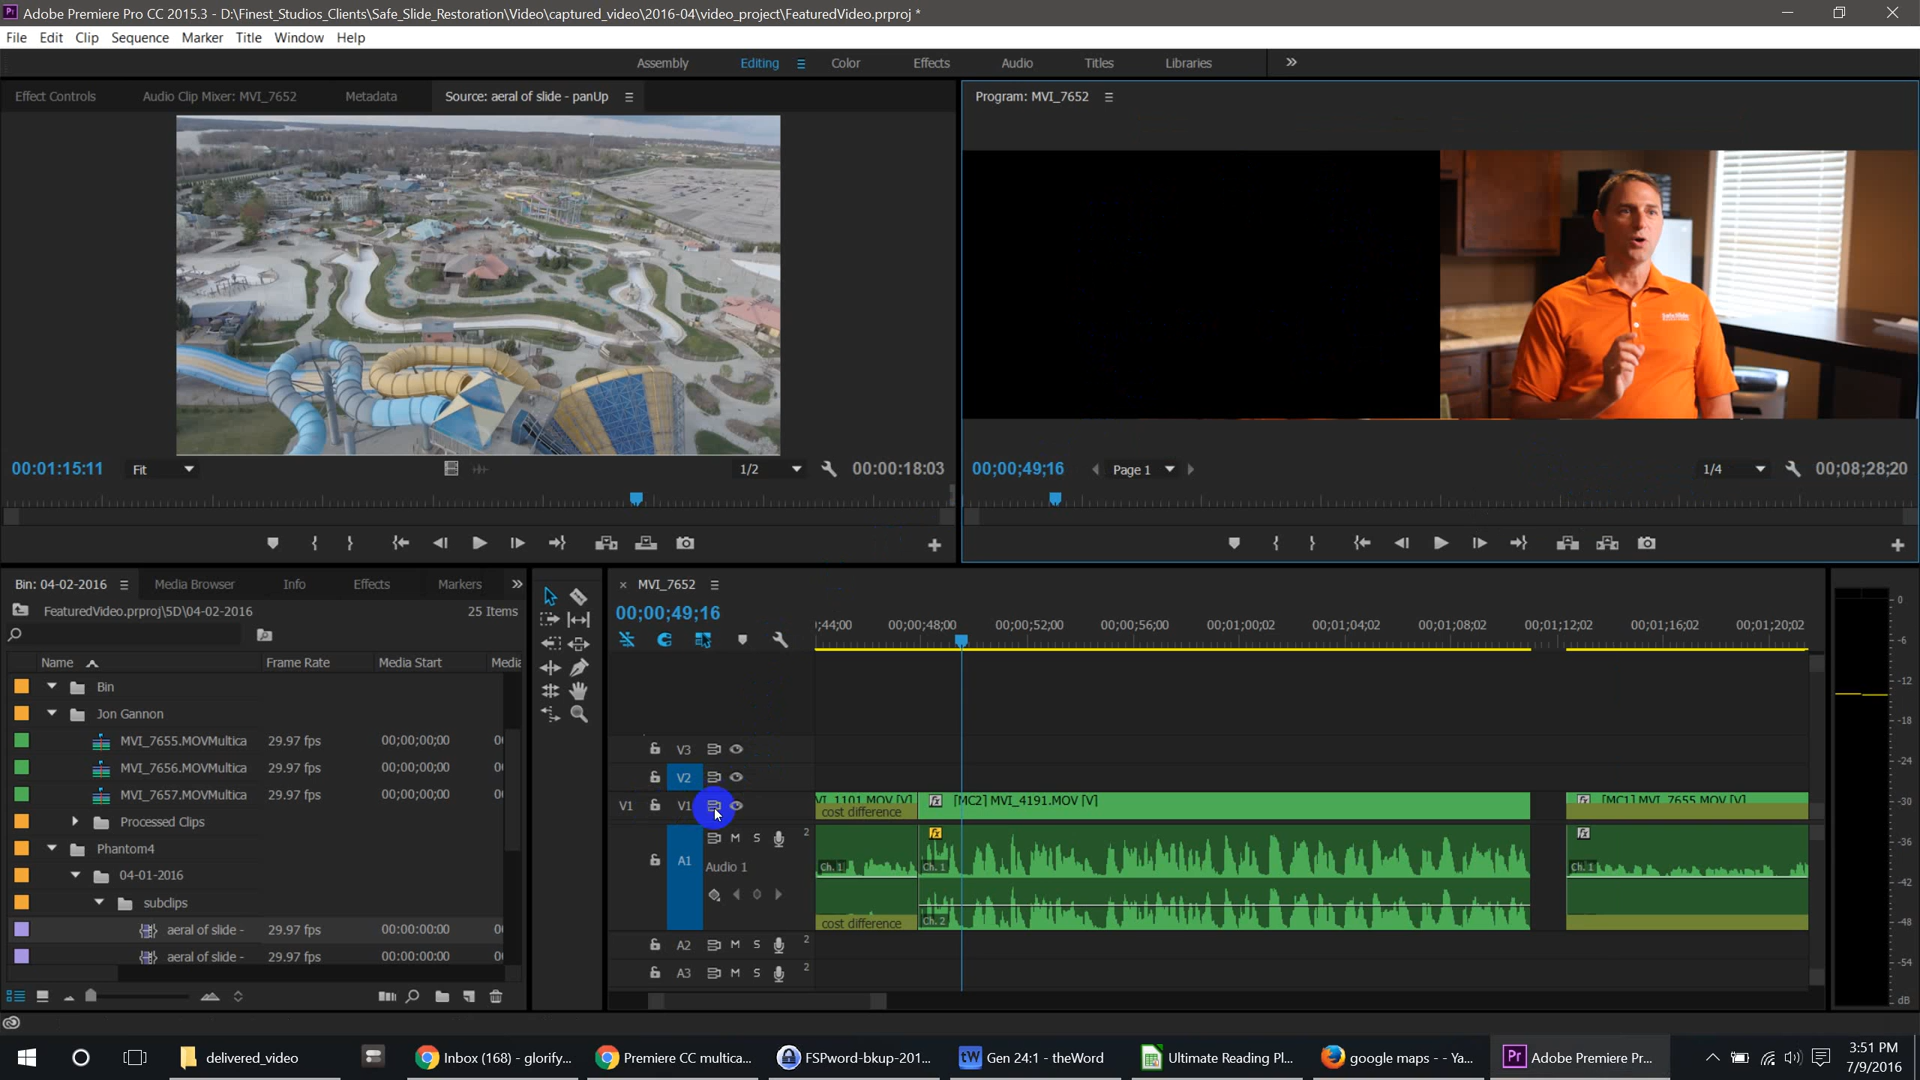 Adobe Premiere Pro CC 2015.3 - D:\Finest_Studios_Clients\Safe_Slide_Restoration\Video\captured_video\2016-04\video_project\FeaturedVideo.prproj *
File Edit Clip Sequence Marker Title Window Help
Assembly Editing Color Effects Audio Titles Libraries
Effect Controls Audio Clip Mixer: MVI_7652 Metadata Source: aeral of slide - panUp
Program: MVI_7652
00:01:15:11 Fit 1/2 00:00:18:03
00;00;49;16 Page 1 1/4 00;08;28;20
Bin: 04-02-2016 Media Browser Info Effects Markers
FeaturedVideo.prproj\5D\04-02-2016 25 Items
Name Frame Rate Media Start Media
Bin
Jon Gannon
MVI_7655.MOVMultica 29.97 fps 00;00;00;00
MVI_7656.MOVMultica 29.97 fps 00;00;00;00
MVI_7657.MOVMultica 29.97 fps 00;00;00;00
Processed Clips
Phantom4
04-01-2016
subclips
aeral of slide - 29.97 fps 00:00:00:00
aeral of slide - 29.97 fps 00:00:00:00
MVI_7652
00;00;49;16
;44;00 00;00;48;00 00;00;52;00 00;00;56;00 00;01;00;02 00;01;04;02 00;01;08;02 00;01;12;02 00;01;16;02 00;01;20;02
V3
V2
V1 V1
VI_1101.MOV [V] [MC2] MVI_4191.MOV [V] [MC1] MVI_7655.MOV [V]
cost difference
M S 2
A1 Audio 1
Ch. 1 Ch. 1 Ch. 1
cost difference Ch. 2
A2 M S 2
A3 M S 2
0
-6
-12
-18
-24
-30
-36
-42
-48
-54
dB
delivered_video Inbox (168) - glorify... Premiere CC multica... FSPword-bkup-201... Gen 24:1 - theWord Ultimate Reading Pl... google maps - - Ya... Adobe Premiere Pr...
3:51 PM
7/9/2016